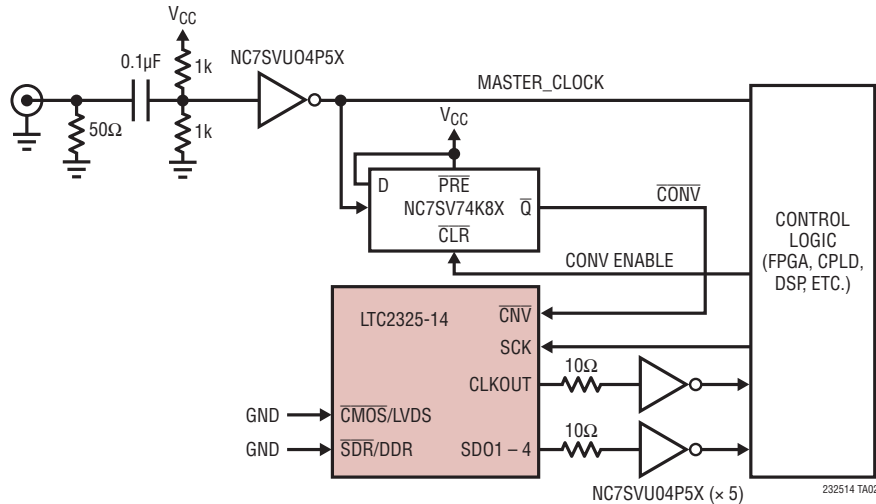 VCC
0.1µF
1k
NC7SVUO4P5X
MASTER_CLOCK
50Ω
1k
VCC
D
PRE
NC7SV74K8X
Q
CONV
CLR
CONV ENABLE
CONTROL
LOGIC
(FPGA, CPLD,
DSP, ETC.)
LTC2325-14
CNV
SCK
CLKOUT
10Ω
GND
CMOS/LVDS
GND
SDR/DDR
SDO1 – 4
10Ω
NC7SVU04P5X (× 5)
232514 TA02